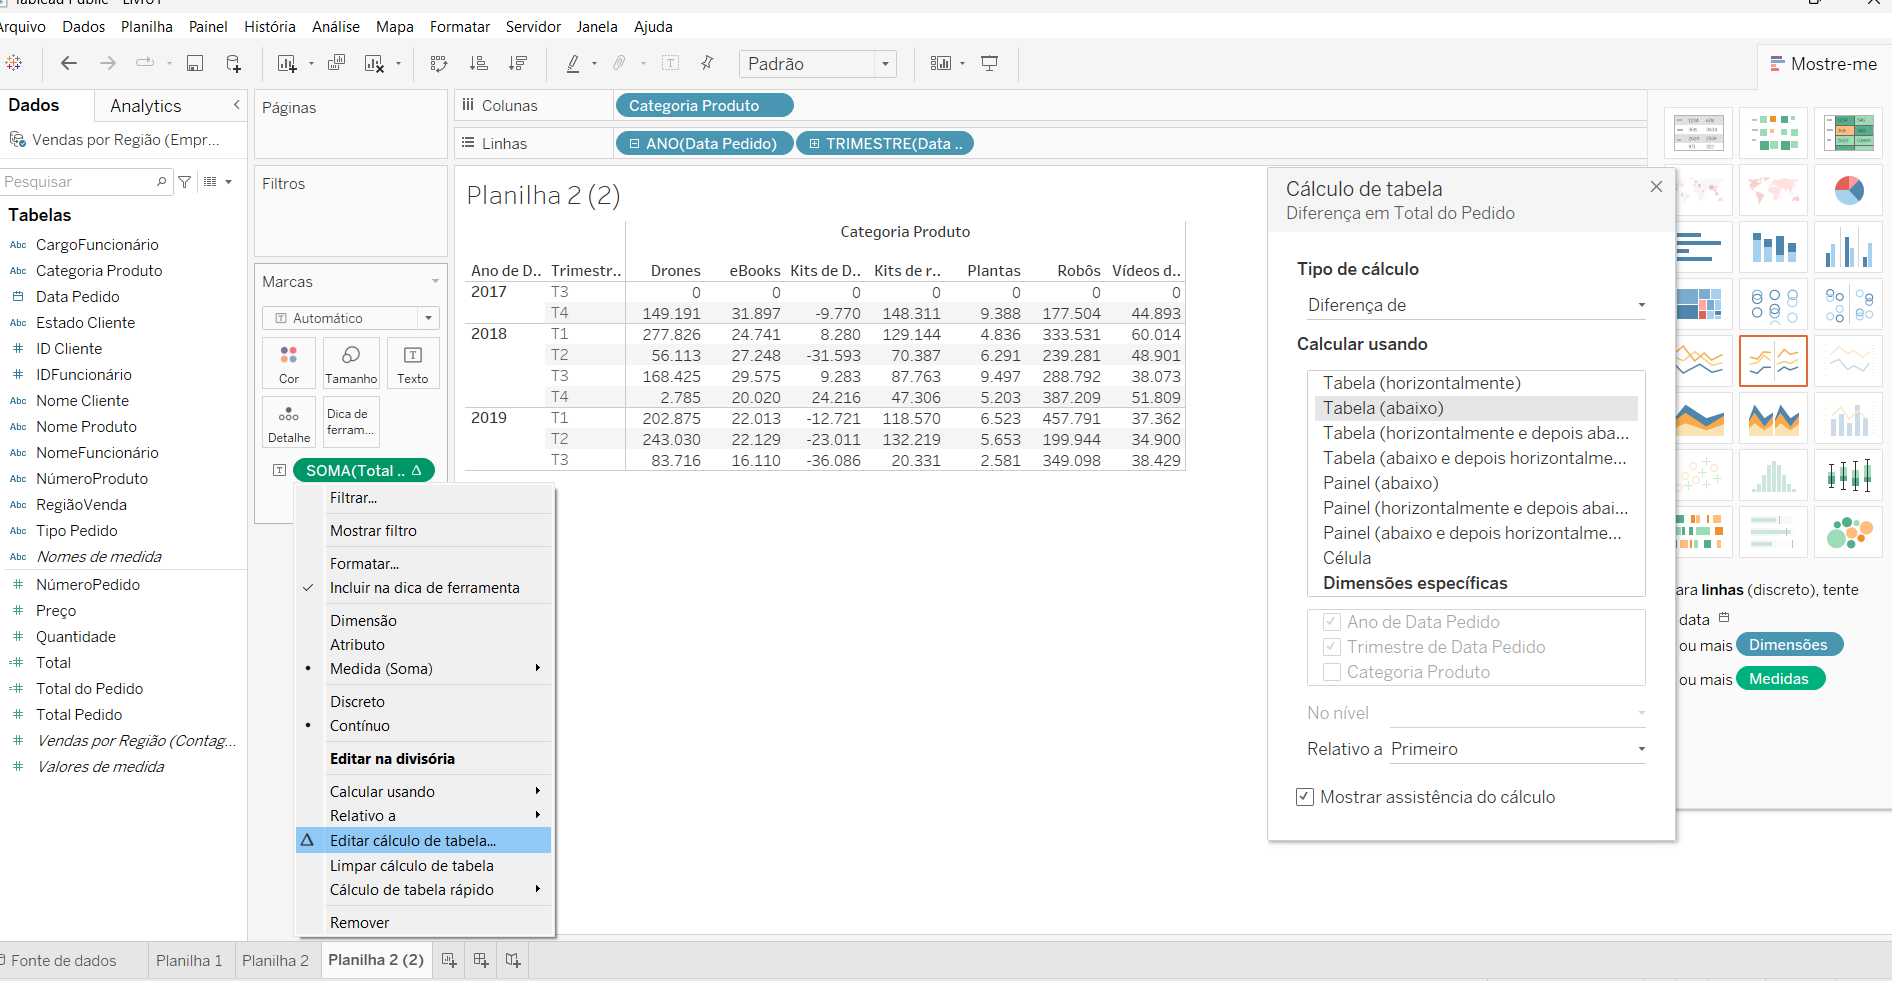 Tableau Public - Livro1
Arquivo Dados Planilha Painel História Análise Mapa Formatar Servidor Janela Ajuda
Padrão
Mostre-me
Dados
Analytics
Vendas por Região (Empr...
Pesquisar
Tabelas
Abc CargoFuncionário
Abc Categoria Produto
Data Pedido
Abc Estado Cliente
# ID Cliente
# IDFuncionário
Abc Nome Cliente
Abc Nome Produto
Abc NomeFuncionário
Abc NúmeroProduto
Abc RegiãoVenda
Abc Tipo Pedido
Abc Nomes de medida
# NúmeroPedido
# Preço
# Quantidade
=# Total
=# Total do Pedido
# Total Pedido
# Vendas por Região (Contag...
# Valores de medida
Páginas
Filtros
Marcas
Automático
Cor
Tamanho
Texto
Detalhe
Dica de
ferram...
SOMA(Total .. Δ
Filtrar...
Mostrar filtro
Formatar...
✓ Incluir na dica de ferramenta
Dimensão
Atributo
• Medida (Soma)
Discreto
• Contínuo
Editar na divisória
Calcular usando
Relativo a
Δ Editar cálculo de tabela...
Limpar cálculo de tabela
Cálculo de tabela rápido
Remover
Colunas
Categoria Produto
Linhas
ANO(Data Pedido)
TRIMESTRE(Data ..
Planilha 2 (2)
Categoria Produto
Ano de D.. Trimestr.. Drones eBooks Kits de D.. Kits de r.. Plantas Robôs Vídeos d..
2017 T3 0 0 0 0 0 0 0
T4 149.191 31.897 -9.770 148.311 9.388 177.504 44.893
2018 T1 277.826 24.741 8.280 129.144 4.836 333.531 60.014
T2 56.113 27.248 -31.593 70.387 6.291 239.281 48.901
T3 168.425 29.575 9.283 87.763 9.497 288.792 38.073
T4 2.785 20.020 24.216 47.306 5.203 387.209 51.809
2019 T1 202.875 22.013 -12.721 118.570 6.523 457.791 37.362
T2 243.030 22.129 -23.011 132.219 5.653 199.944 34.900
T3 83.716 16.110 -36.086 20.331 2.581 349.098 38.429
Cálculo de tabela
Diferença em Total do Pedido
Tipo de cálculo
Diferença de
Calcular usando
Tabela (horizontalmente)
Tabela (abaixo)
Tabela (horizontalmente e depois aba...
Tabela (abaixo e depois horizontalme...
Painel (abaixo)
Painel (horizontalmente e depois abai...
Painel (abaixo e depois horizontalme...
Célula
Dimensões específicas
Ano de Data Pedido
Trimestre de Data Pedido
Categoria Produto
No nível
Relativo a Primeiro
Mostrar assistência do cálculo
ara linhas (discreto), tente
data
ou mais Dimensões
ou mais Medidas
Fonte de dados
Planilha 1
Planilha 2
Planilha 2 (2)